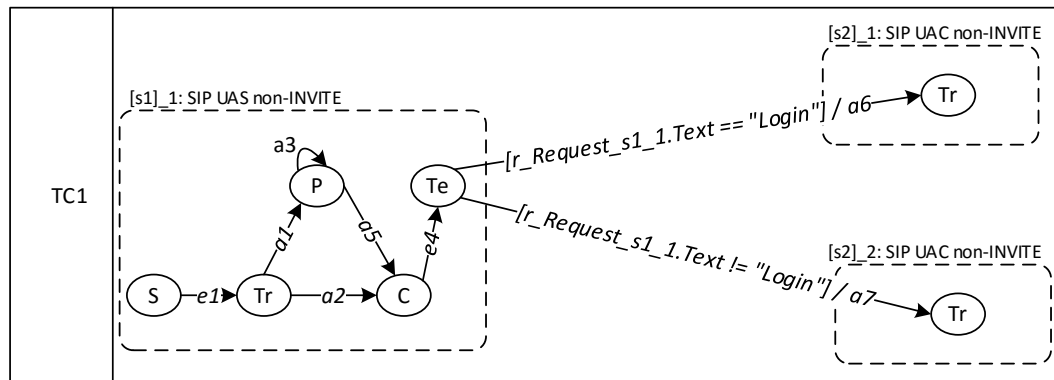 TC1
[s1]_1: SIP UAS non-INVITE
S
e1
Tr
a1
a2
a3
P
a5
C
e4
Te
[r_Request_s1_1.Text == "Login"] / a6
[r_Request_s1_1.Text != "Login"] / a7
[s2]_1: SIP UAC non-INVITE
Tr
[s2]_2: SIP UAC non-INVITE
Tr